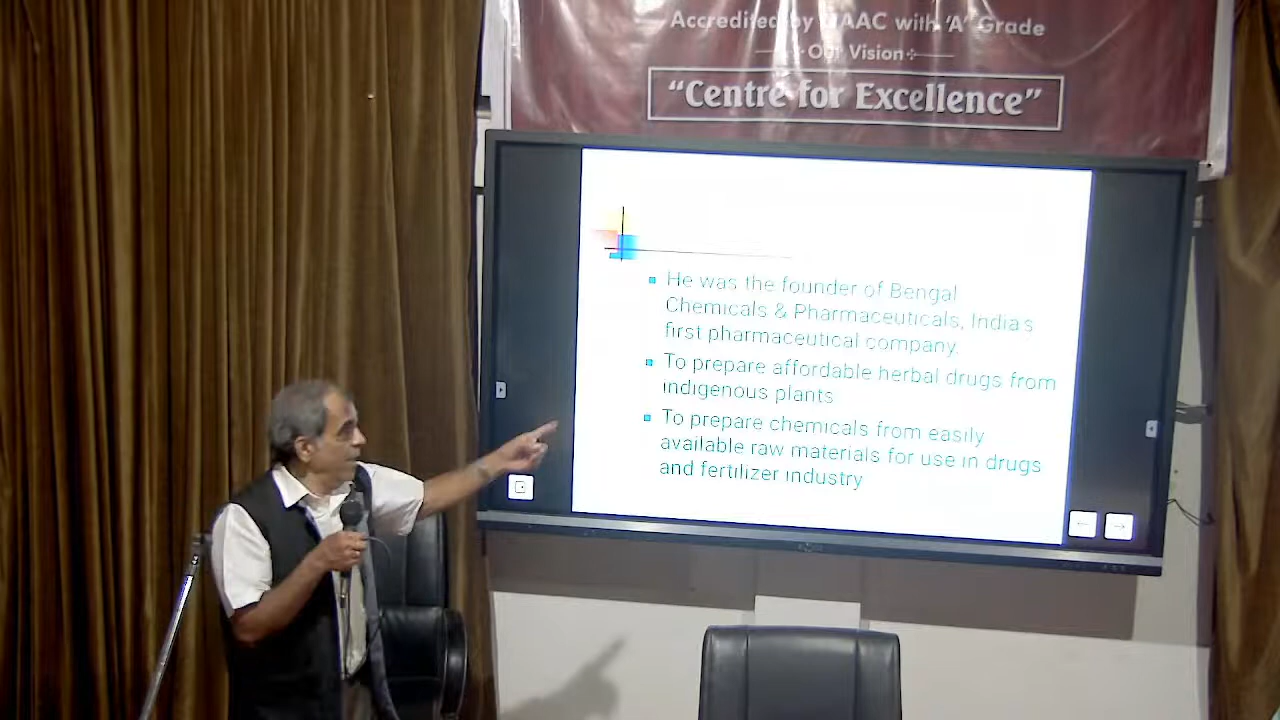 Accredited by NAAC with 'A' Grade
Our Vision
"Centre for Excellence"
He was the founder of Bengal
Chemicals & Pharmaceuticals, India's
first pharmaceutical company.
To prepare affordable herbal drugs from
indigenous plants
To prepare chemicals from easily
available raw materials for use in drugs
and fertilizer industry